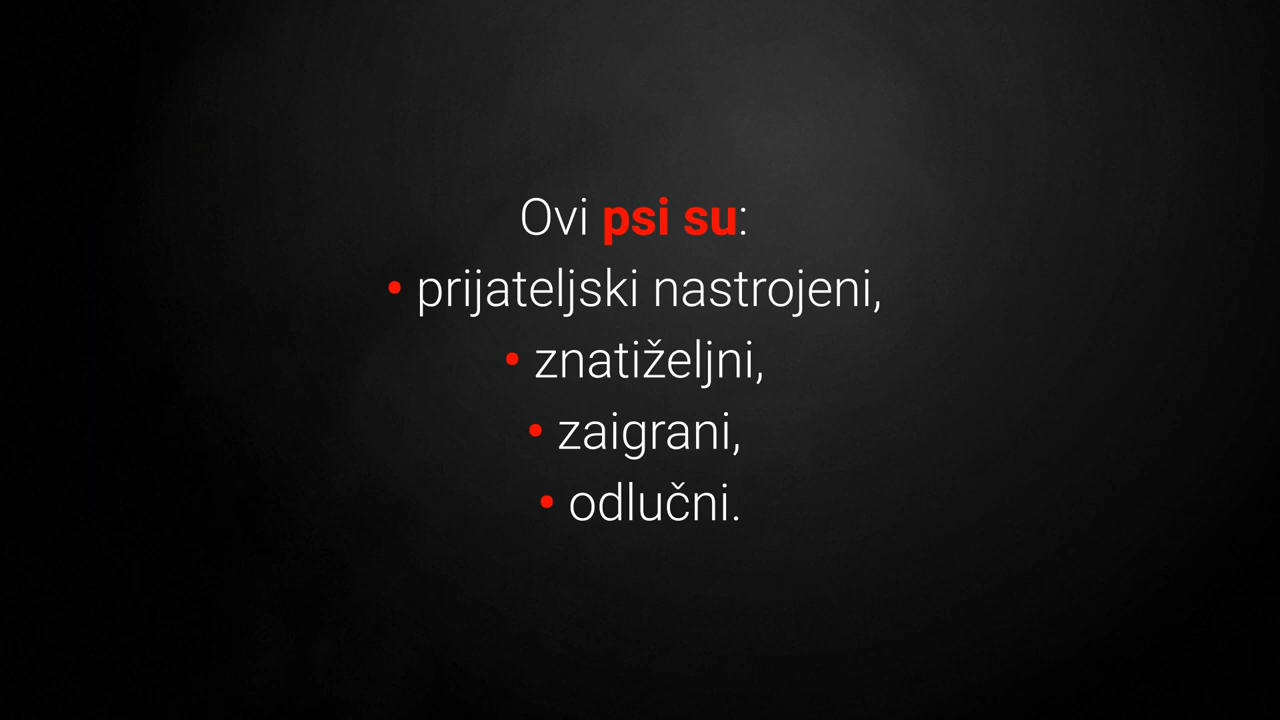 Ovi psi su:
• prijateljski nastrojeni,
• znatiželjni,
• zaigrani,
• odlučni.